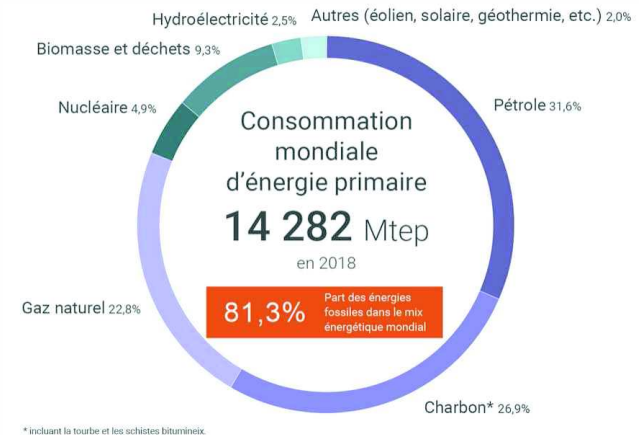 Hydroélectricité 2,5%
Autres (éolien, solaire, géothermie, etc.) 2,0%
Biomasse et déchets 9,3%
Nucléaire 4,9%
Pétrole 31,6%
Consommation
mondiale
d'énergie primaire
14 282 Mtep
en 2018
81,3%
Part des énergies
fossiles dans le mix
énergétique mondial
Gaz naturel 22,8%
Charbon* 26,9%
* incluant la tourbe et les schistes bitumineix.